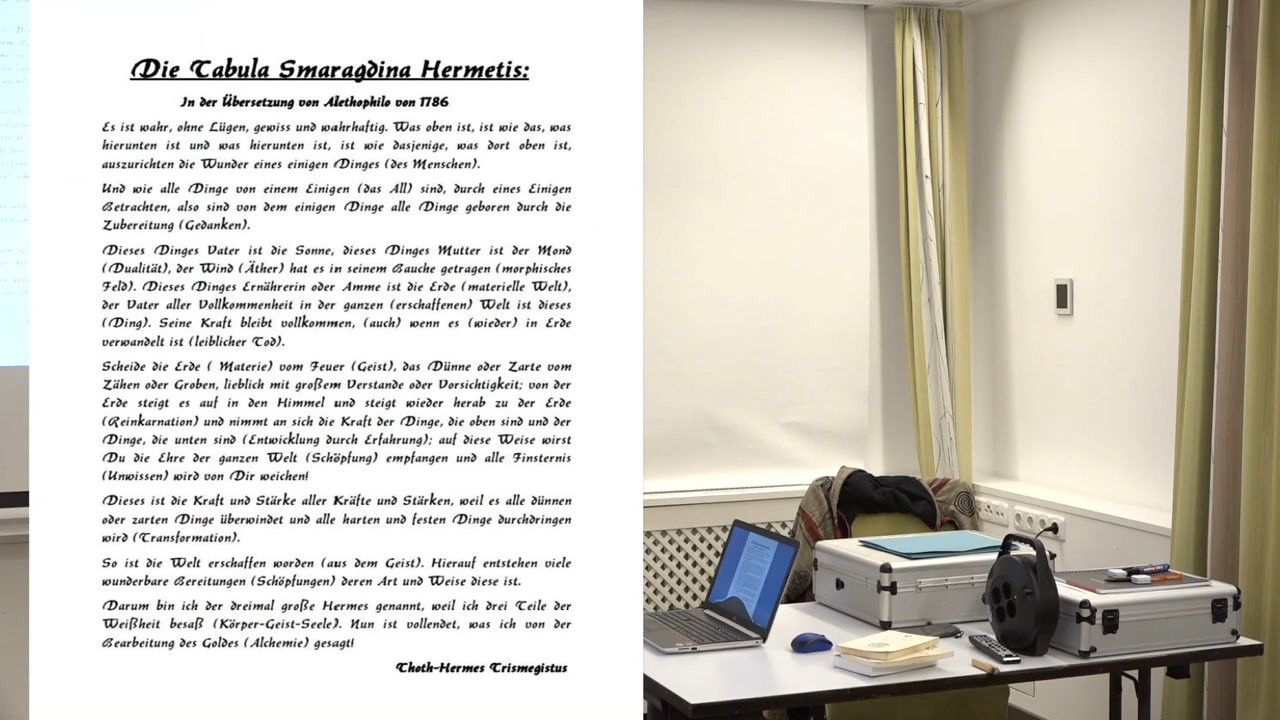 Die Tabula Smaragdina Hermetis:
In der Übersetzung von Alethophilo von 1786
Es ist wahr, ohne Lügen, gewiss und wahrhaftig. Was oben ist, ist wie das, was
hierunten ist und was hierunten ist, ist wie dasjenige, was dort oben ist,
auszurichten die Wunder eines einigen Dinges (des Menschen).
Und wie alle Dinge von einem Einigen (das All) sind, durch eines Einigen
Betrachten, also sind von dem einigen Dinge alle Dinge geboren durch die
Zubereitung (Gedanken).
Dieses Dinges Vater ist die Sonne, dieses Dinges Mutter ist der Mond
(Dualität), der Wind (Äther) hat es in seinem Bauche getragen (morphisches
Feld). Dieses Dinges Ernährerin oder Amme ist die Erde (materielle Welt),
der Vater aller Vollkommenheit in der ganzen (erschaffenen) Welt ist dieses
(Ding). Seine Kraft bleibt vollkommen, (auch) wenn es (wieder) in Erde
verwandelt ist (leiblicher Tod).
Scheide die Erde ( Materie) vom Feuer (Geist), das Dünne oder Zarte vom
Zähen oder Groben, lieblich mit großem Verstande oder Vorsichtigkeit; von der
Erde steigt es auf in den Himmel und steigt wieder herab zu der Erde
(Reinkarnation) und nimmt an sich die Kraft der Dinge, die oben sind und der
Dinge, die unten sind (Entwicklung durch Erfahrung); auf diese Weise wirst
Du die Ehre der ganzen Welt (Schöpfung) empfangen und alle Finsternis
(Unwissen) wird von Dir weichen!
Dieses ist die Kraft und Stärke aller Kräfte und Stärken, weil es alle dünnen
oder zarten Dinge überwindet und alle harten und festen Dinge durchdringen
wird (Transformation).
So ist die Welt erschaffen worden (aus dem Geist). Hierauf entstehen viele
wunderbare Bereitungen (Schöpfungen) deren Art und Weise diese ist.
Darum bin ich der dreimal große Hermes genannt, weil ich drei Teile der
Weißheit besaß (Körper-Geist-Seele). Nun ist vollendet, was ich von der
Bearbeitung des Goldes (Alchemie) gesagt!
Thoth-Hermes Trismegistus